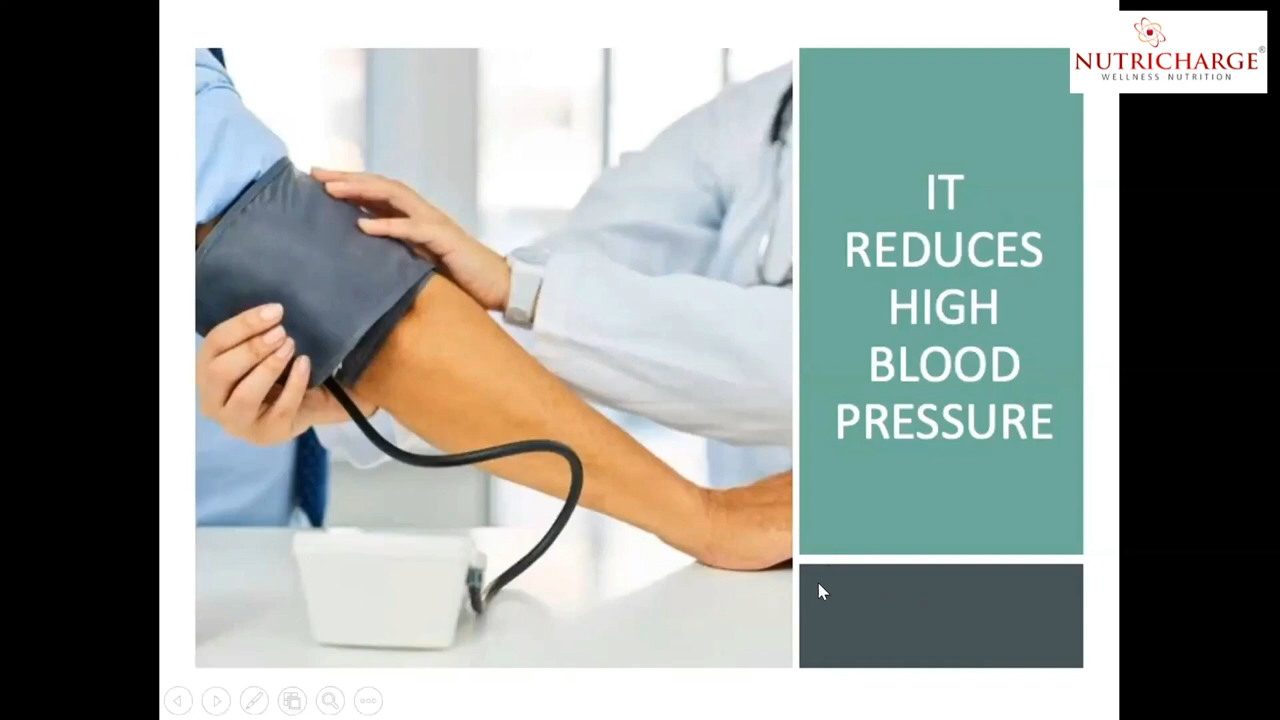 NUTRICHARGE®
WELLNESS NUTRITION
IT
REDUCES
HIGH
BLOOD
PRESSURE